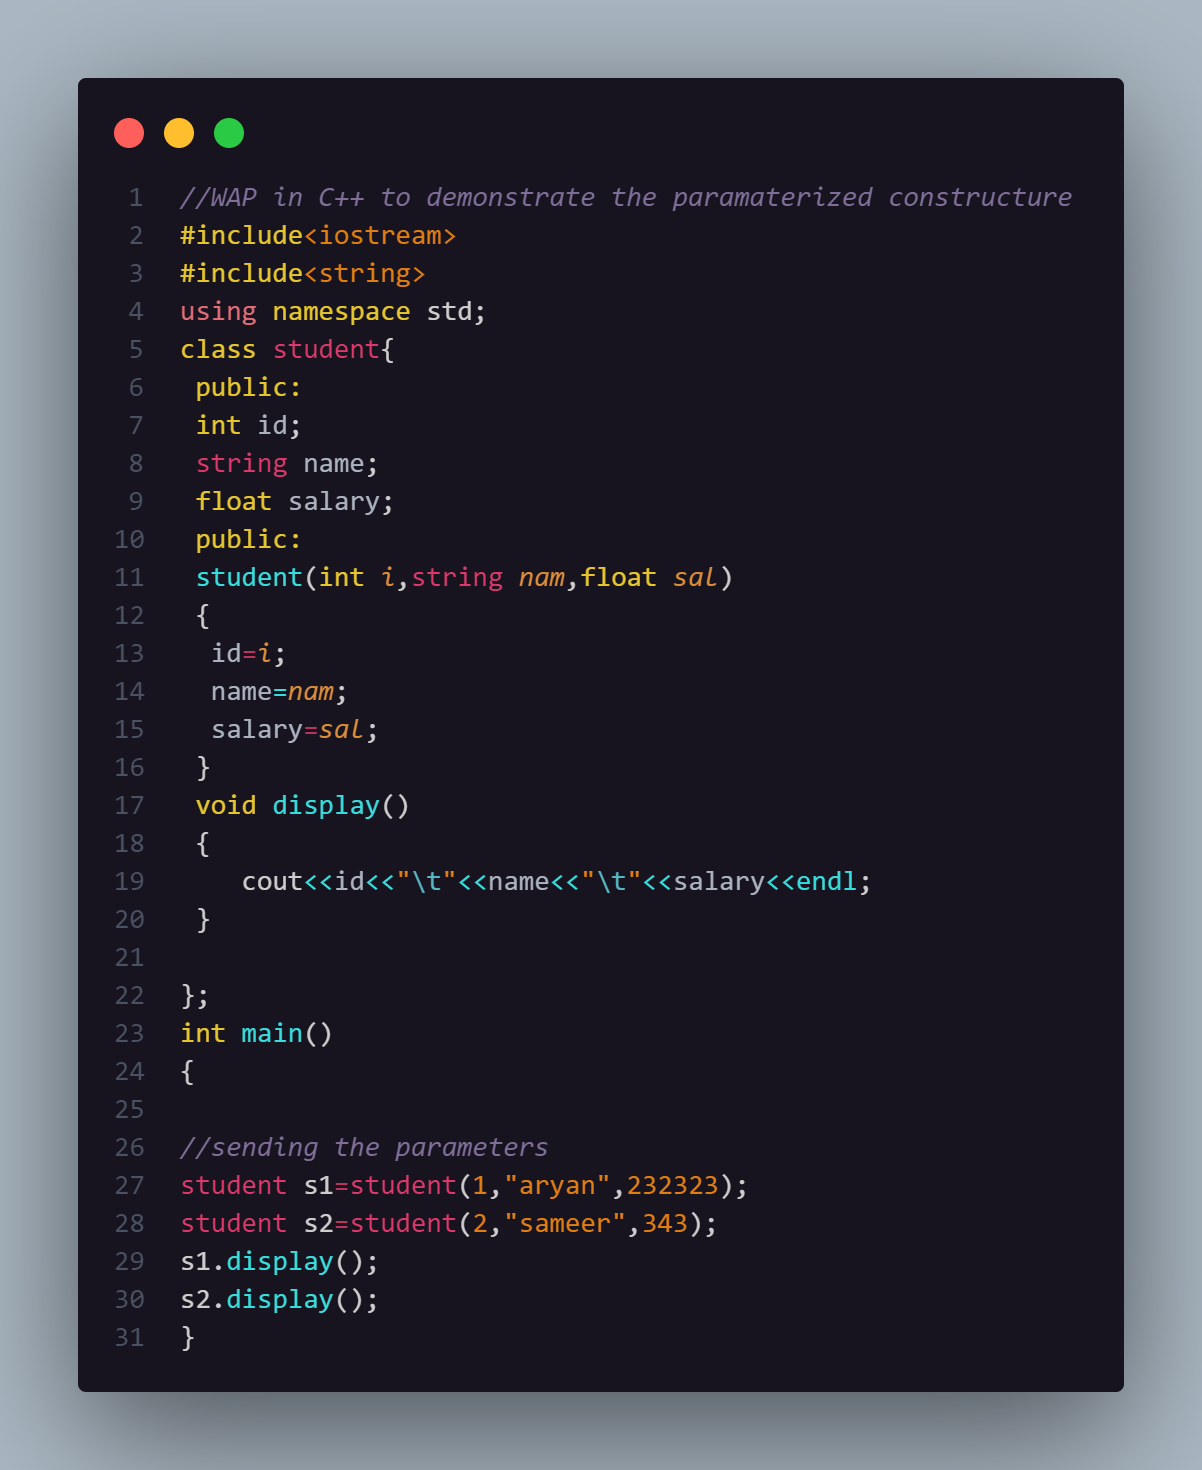 1 //WAP in C++ to demonstrate the paramaterized constructure
2 #include<iostream>
3 #include<string>
4 using namespace std;
5 class student{
6  public:
7  int id;
8  string name;
9  float salary;
10  public:
11  student(int i,string nam,float sal)
12  {
13   id=i;
14   name=nam;
15   salary=sal;
16  }
17  void display()
18  {
19     cout<<id<<"\t"<<name<<"\t"<<salary<<endl;
20  }
21
22 };
23 int main()
24 {
25
26 //sending the parameters
27 student s1=student(1,"aryan",232323);
28 student s2=student(2,"sameer",343);
29 s1.display();
30 s2.display();
31 }